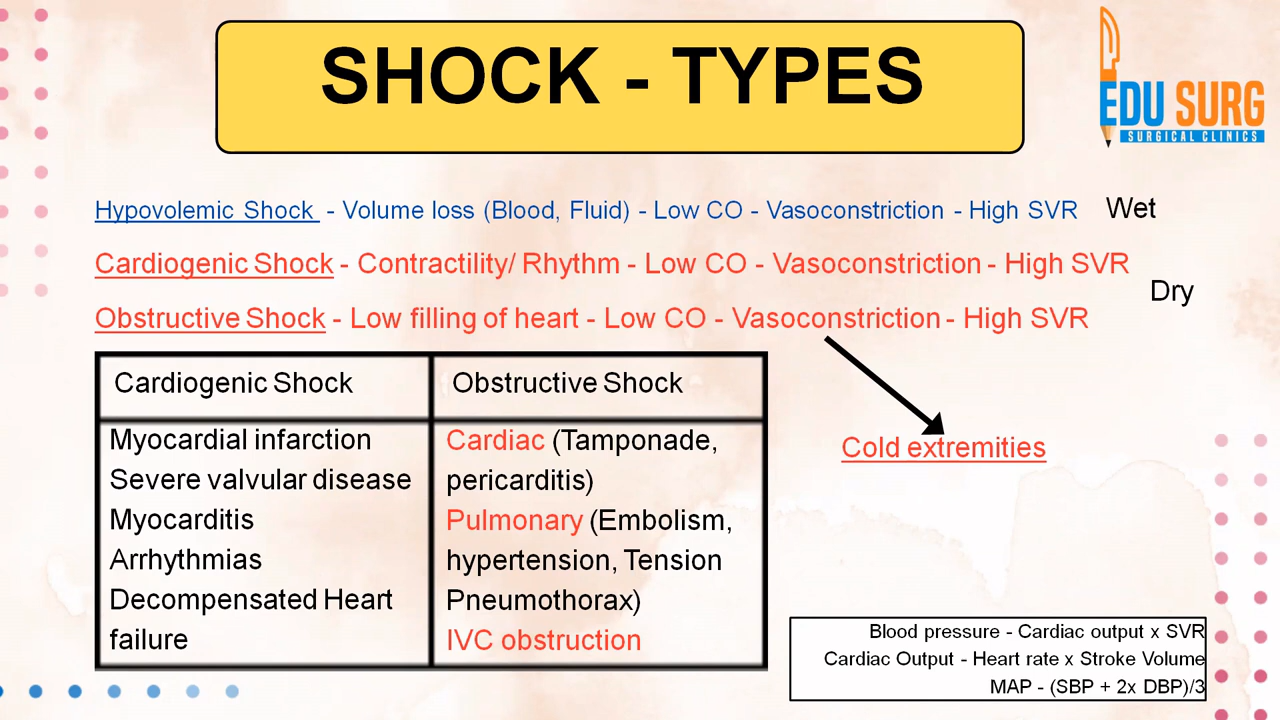 SHOCK - TYPES
EDU SURG
SURGICAL CLINICS
Hypovolemic Shock - Volume loss (Blood, Fluid) - Low CO - Vasoconstriction - High SVR
Wet
Cardiogenic Shock - Contractility/ Rhythm - Low CO - Vasoconstriction - High SVR
Dry
Obstructive Shock - Low filling of heart - Low CO - Vasoconstriction - High SVR
Cold extremities
Cardiogenic Shock
Myocardial infarction
Severe valvular disease
Myocarditis
Arrhythmias
Decompensated Heart
failure
Obstructive Shock
Cardiac (Tamponade,
pericarditis)
Pulmonary (Embolism,
hypertension, Tension
Pneumothorax)
IVC obstruction
Blood pressure - Cardiac output x SVR
Cardiac Output - Heart rate x Stroke Volume
MAP - (SBP + 2x DBP)/3